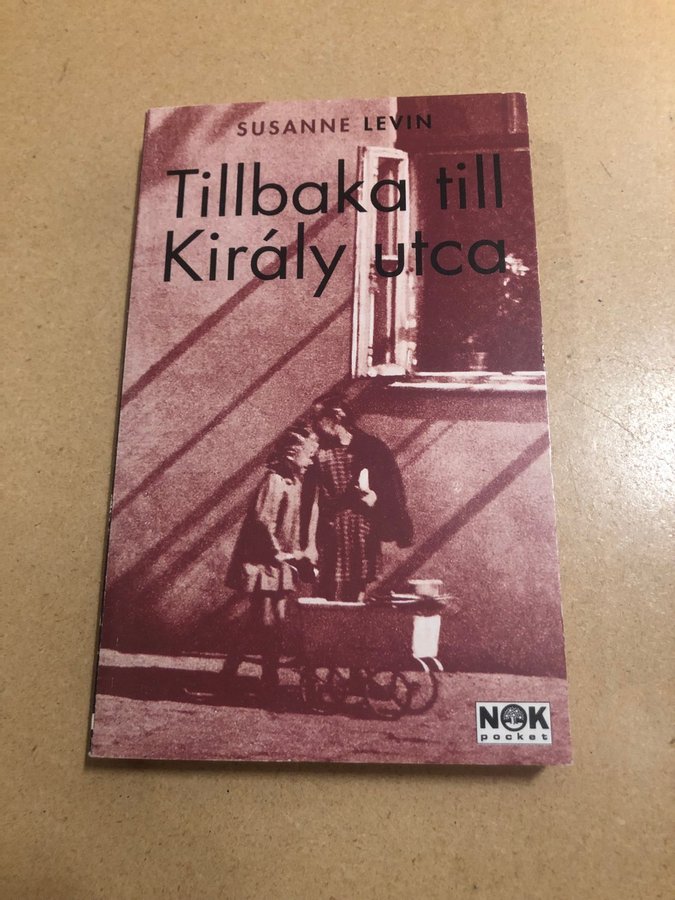 SUSANNE LEVIN
Tillbaka till
Király utca
NOK
pocket